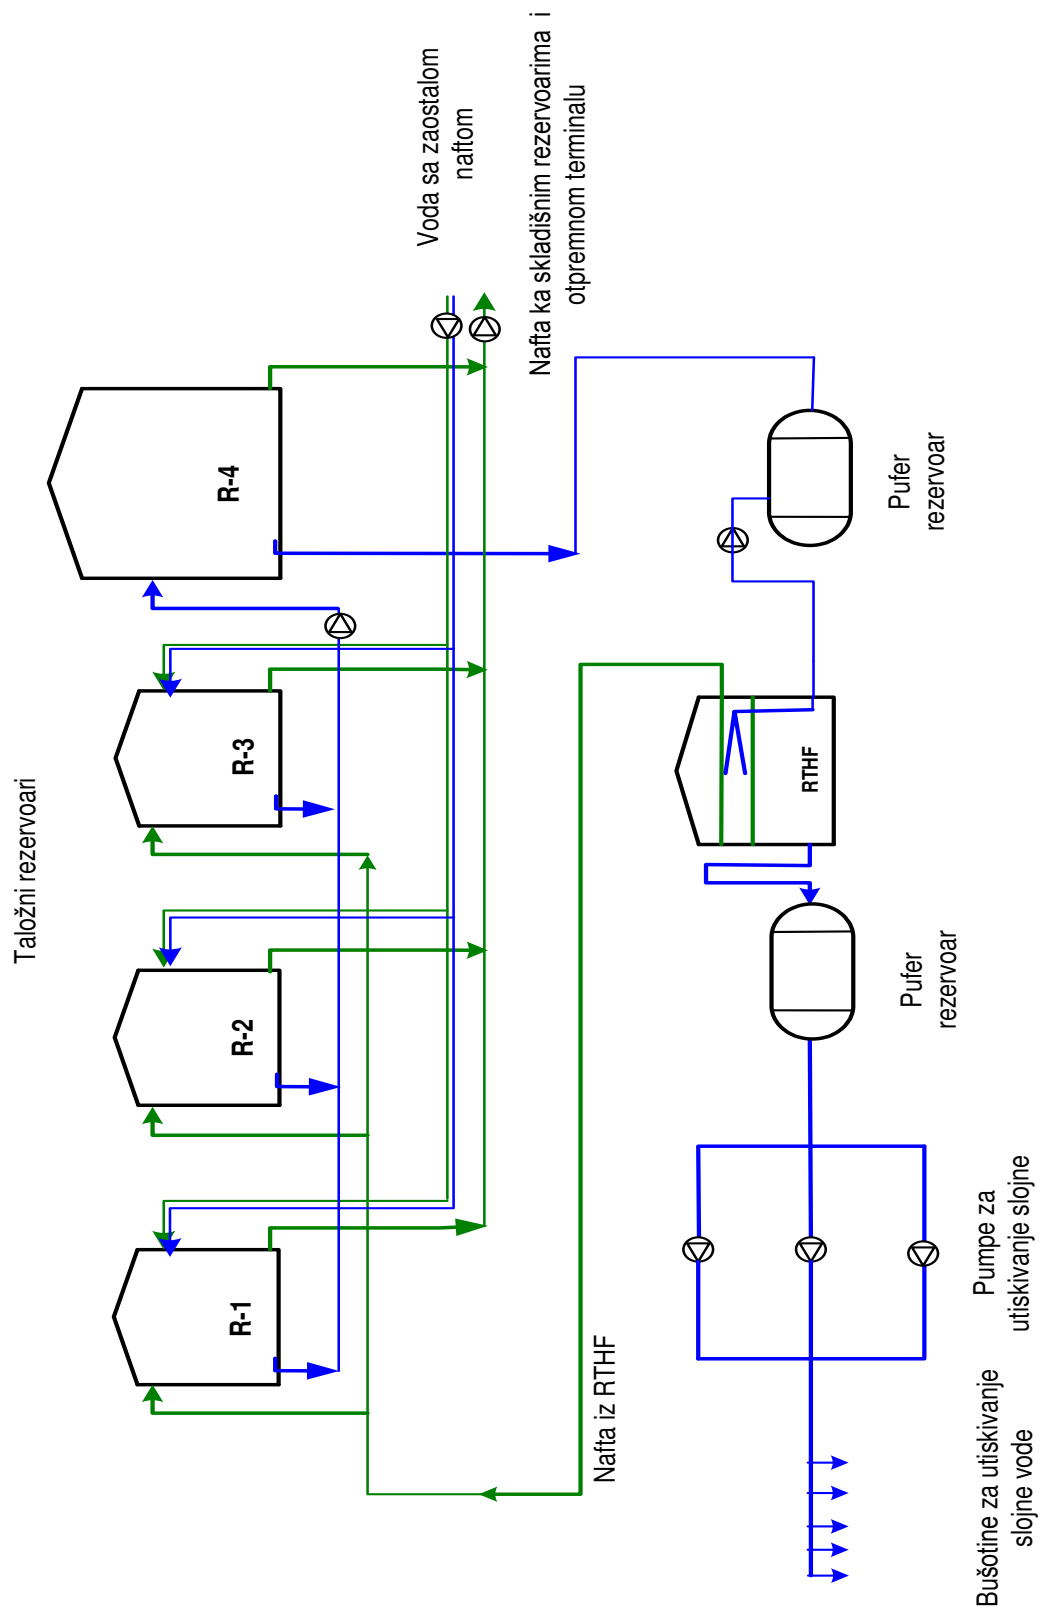 Taložni rezervoari
R-1
R-2
R-3
R-4
Voda sa zaostalom
naftom
Nafta ka skladišnim rezervoarima i
otpremnom terminalu
Nafta iz RTHF
RTHF
Bušotine za utiskivanje
slojne vode
Pumpe za
utiskivanje slojne
Pufer
rezervoar
Pufer
rezervoar